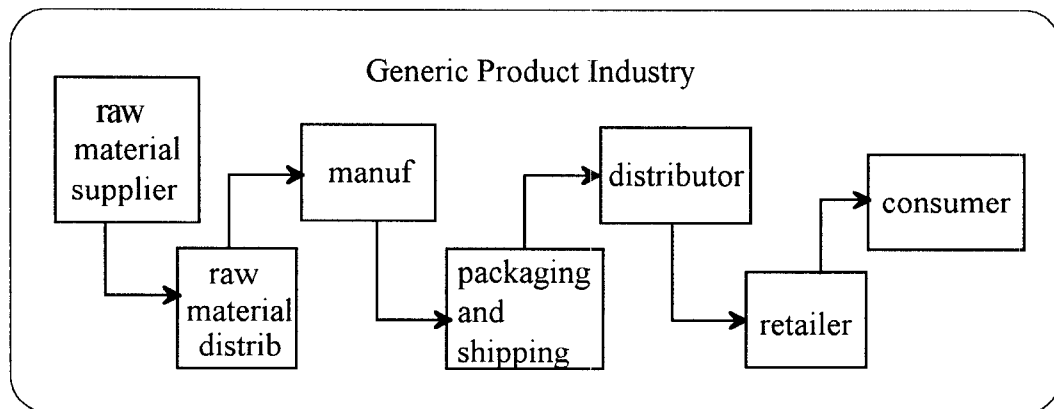 Generic Product Industry
raw
material
supplier
raw
material
distrib
manuf
packaging
and
shipping
distributor
retailer
consumer